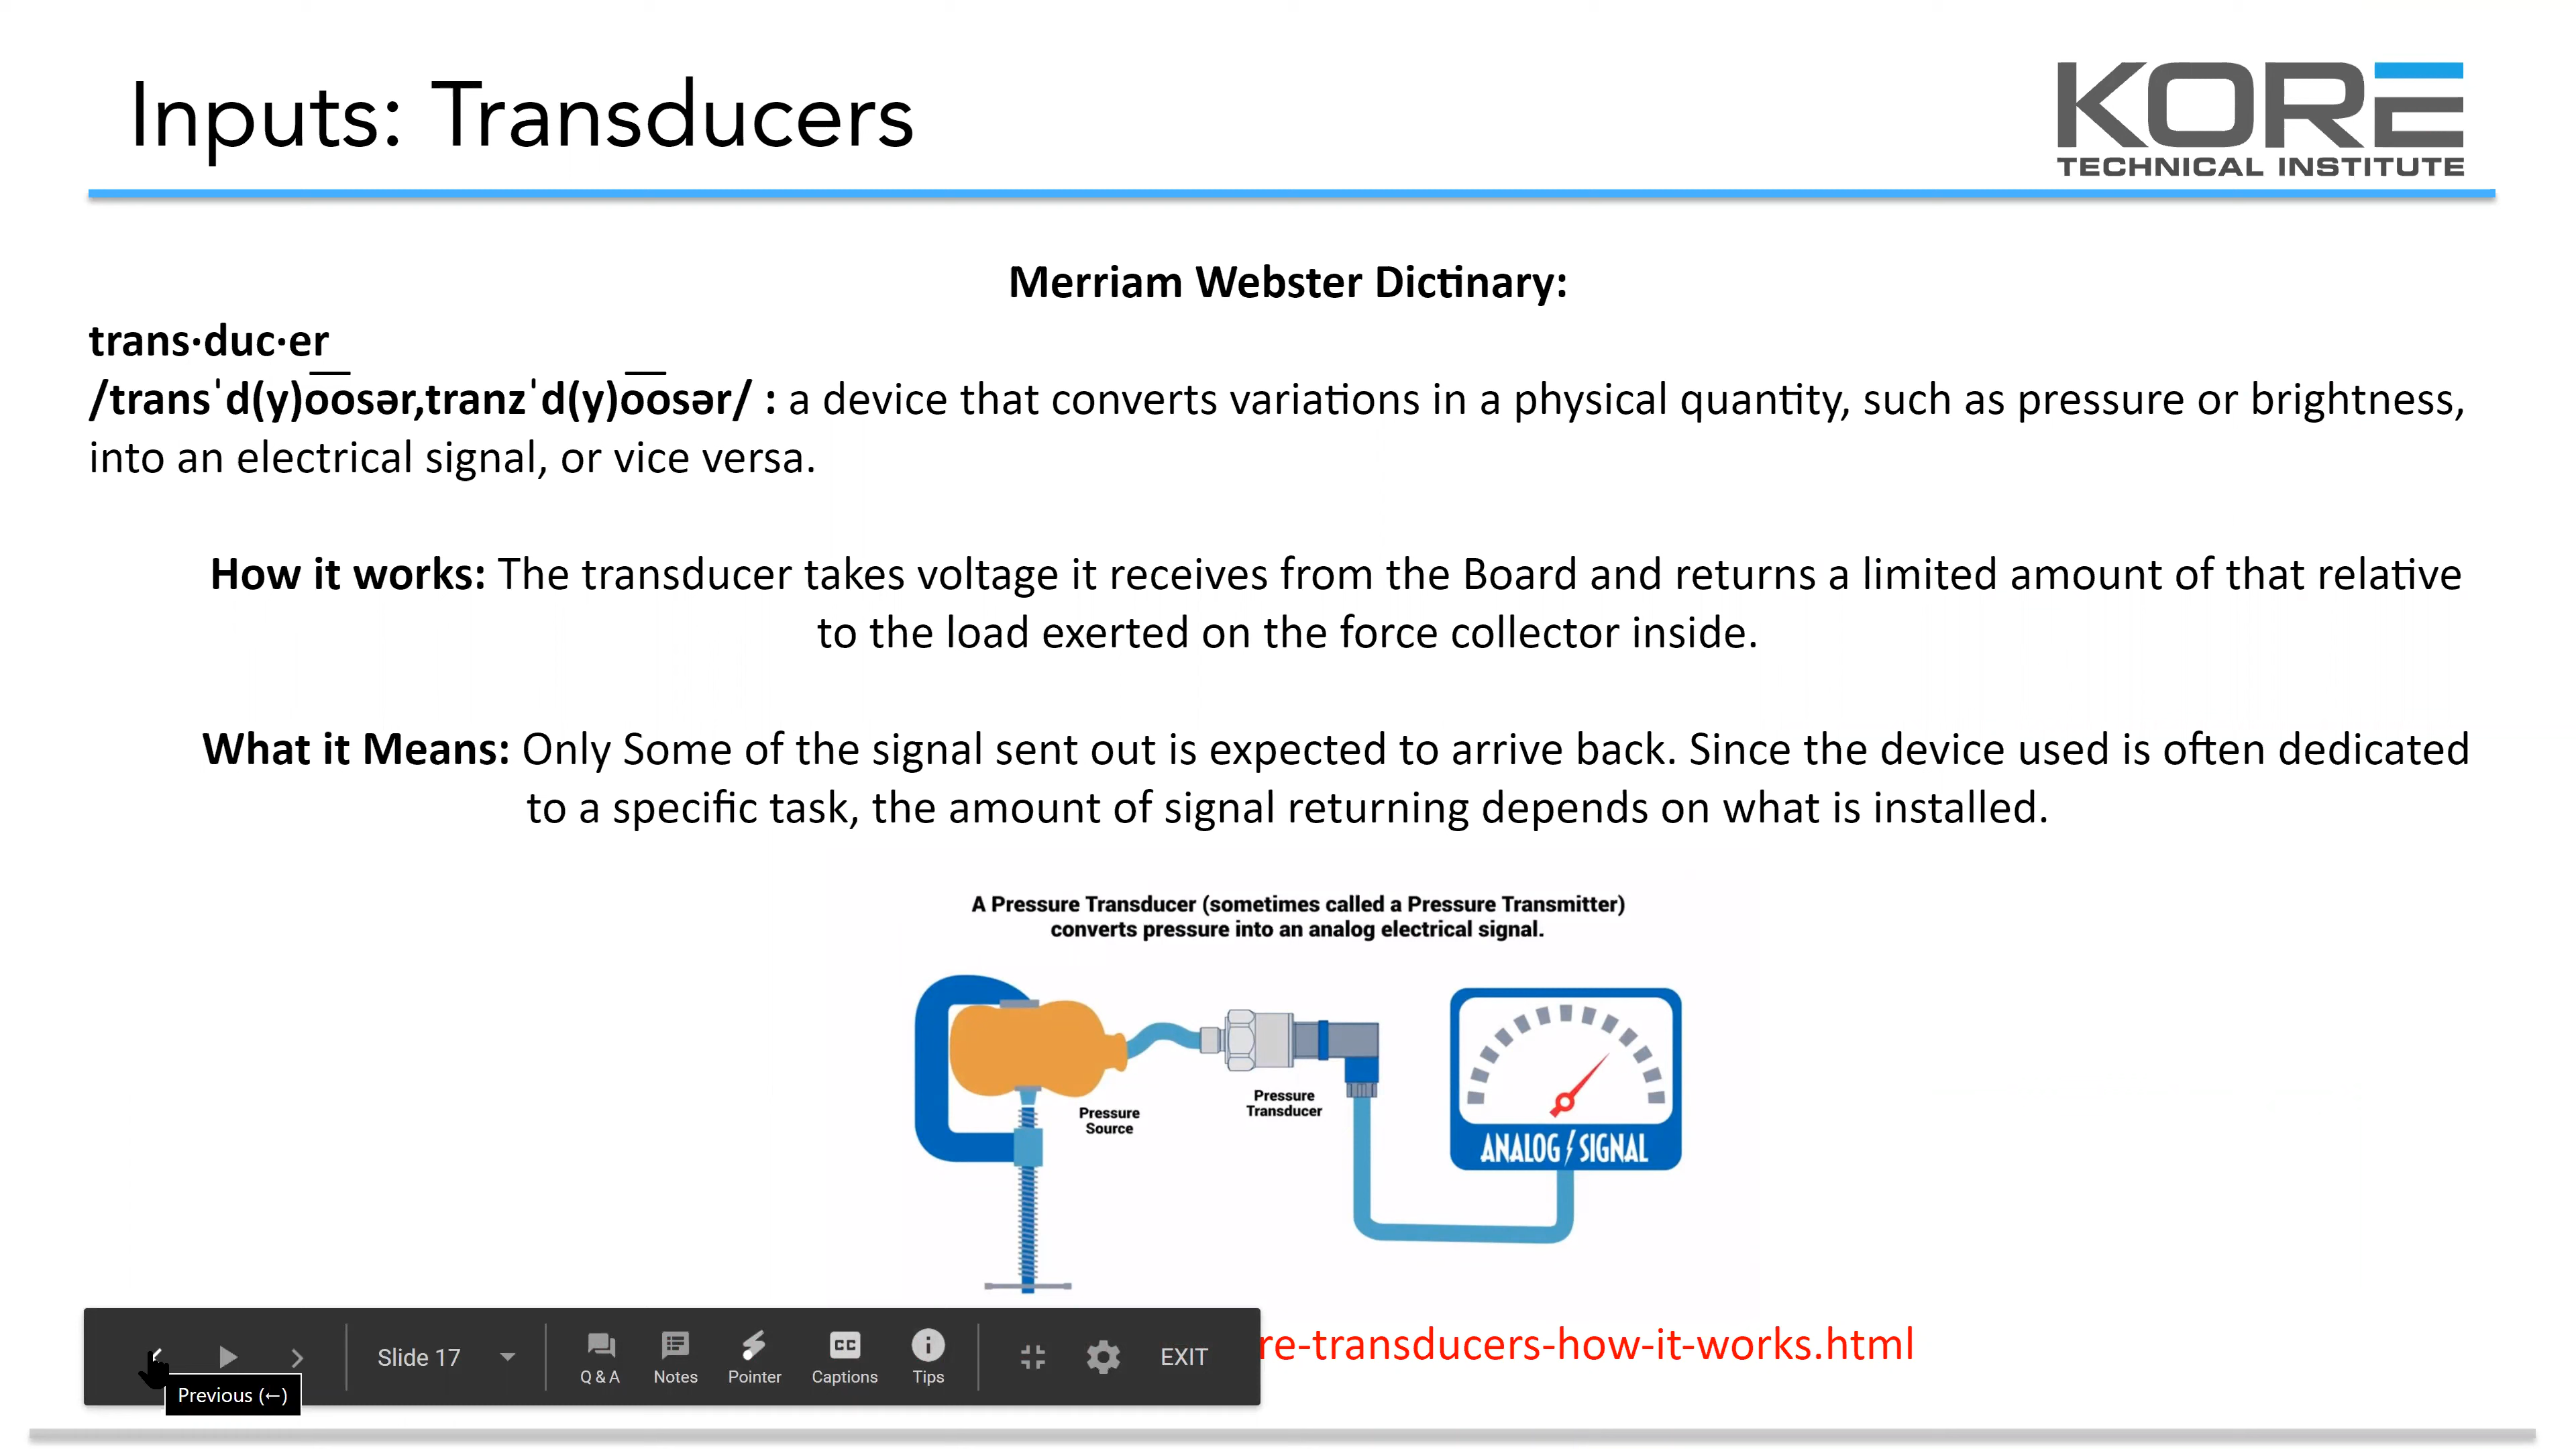 Inputs: Transducers
KORE
TECHNICAL INSTITUTE
Merriam Webster Dictinary:
trans·duc·er
/transˈd(y)o͞osər,tranzˈd(y)o͞osər/ : a device that converts variations in a physical quantity, such as pressure or brightness,
into an electrical signal, or vice versa.
How it works: The transducer takes voltage it receives from the Board and returns a limited amount of that relative
to the load exerted on the force collector inside.
What it Means: Only Some of the signal sent out is expected to arrive back. Since the device used is often dedicated
to a specific task, the amount of signal returning depends on what is installed.
A Pressure Transducer (sometimes called a Pressure Transmitter)
converts pressure into an analog electrical signal.
Pressure
Source
Pressure
Transducer
ANALOG SIGNAL
re-transducers-how-it-works.html
Slide 17
Q & A
Notes
Pointer
CC
Captions
Tips
EXIT
Previous (←)